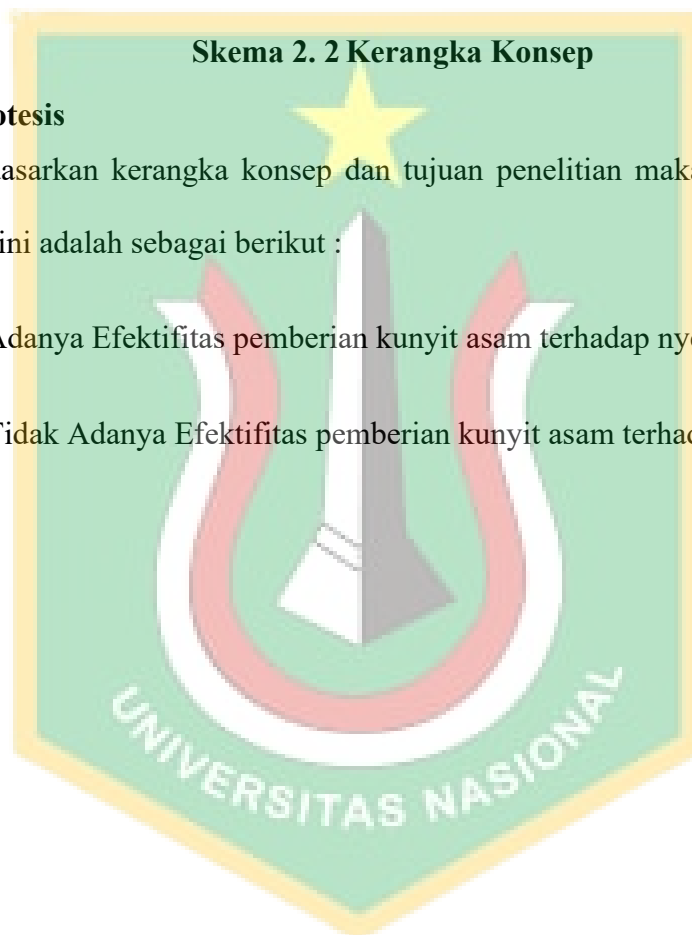 Skema 2. 2 Kerangka Konsep
otesis
asarkan kerangka konsep dan tujuan penelitian maka
ini adalah sebagai berikut :
Adanya Efektifitas pemberian kunyit asam terhadap nye
Tidak Adanya Efektifitas pemberian kunyit asam terhad
UNIVERSITAS NASIONAL